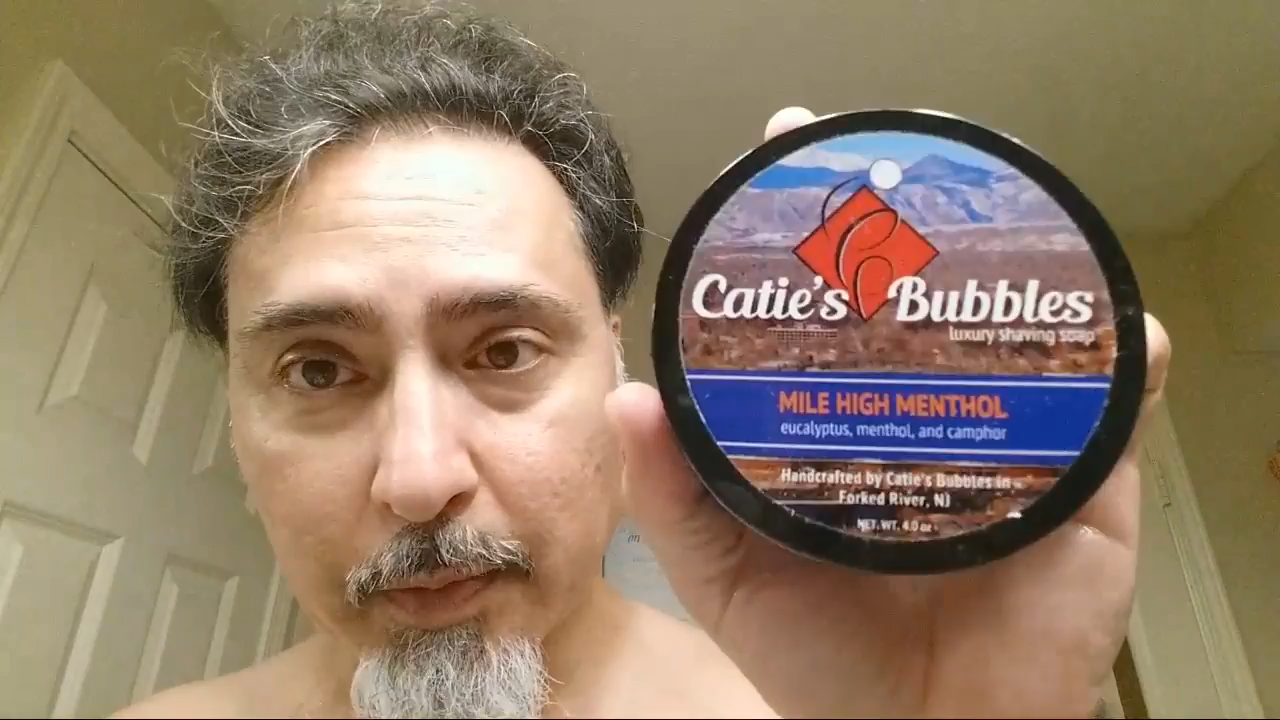 Catie's Bubbles
luxury shaving soap
MILE HIGH MENTHOL
eucalyptus, menthol, and camphor
Handcrafted by Catie's Bubbles in
Forked River, NJ
NET. WT. 4.0 oz
on